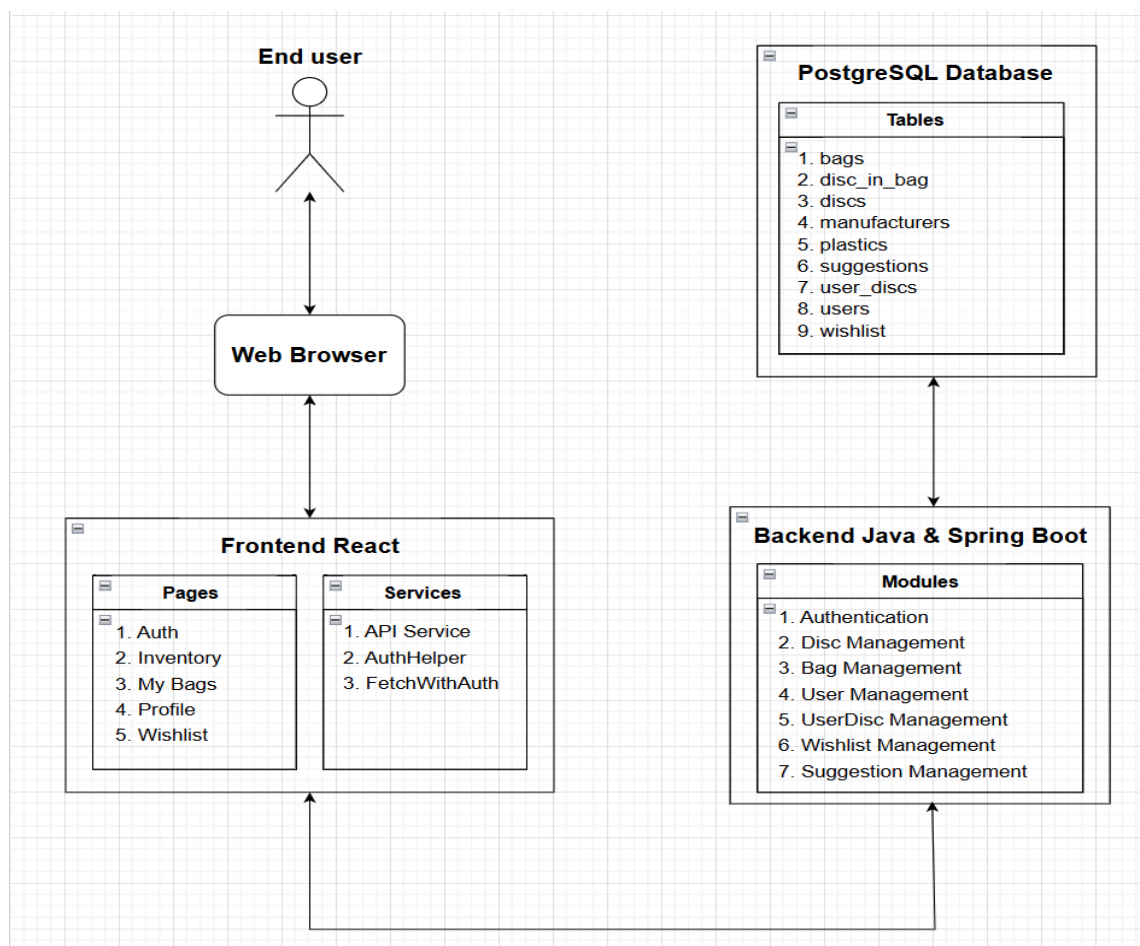 End user
Web Browser
Frontend React
Pages
1. Auth
2. Inventory
3. My Bags
4. Profile
5. Wishlist
Services
1. API Service
2. AuthHelper
3. FetchWithAuth
PostgreSQL Database
Tables
1. bags
2. disc_in_bag
3. discs
4. manufacturers
5. plastics
6. suggestions
7. user_discs
8. users
9. wishlist
Backend Java & Spring Boot
Modules
1. Authentication
2. Disc Management
3. Bag Management
4. User Management
5. UserDisc Management
6. Wishlist Management
7. Suggestion Management